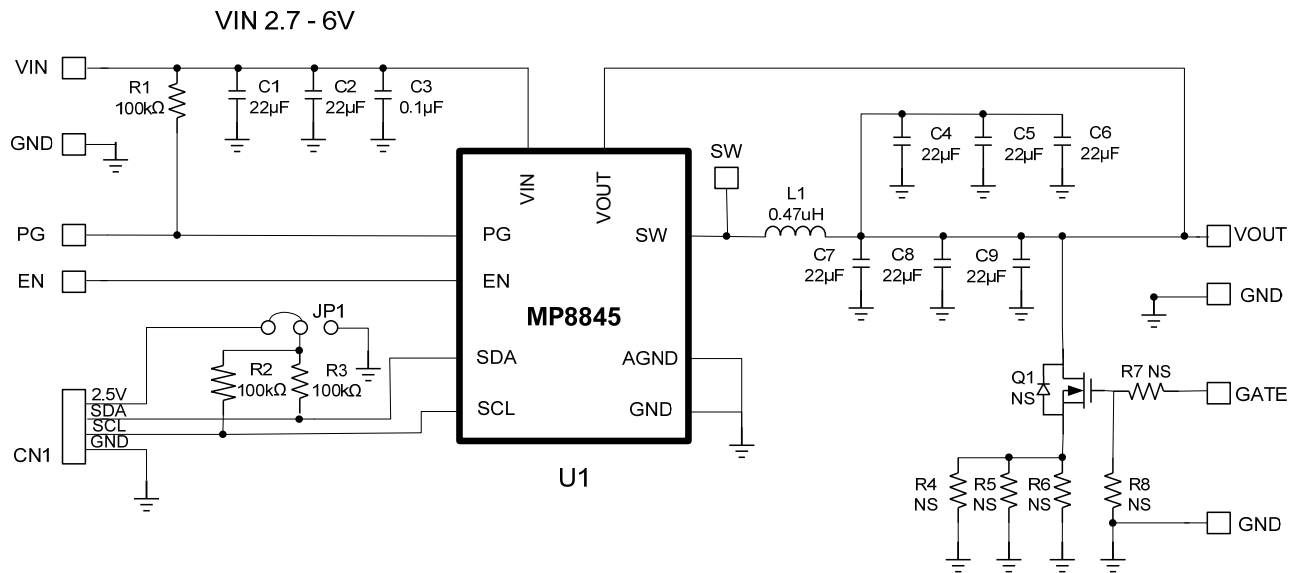 VIN 2.7 - 6V
VIN
R1
100kΩ
C1
22µF
C2
22µF
C3
0.1µF
GND
PG
EN
JP1
R2
100kΩ
R3
100kΩ
2.5V
SDA
SCL
GND
CN1
VIN
VOUT
PG
SW
EN
MP8845
SDA
AGND
SCL
GND
U1
SW
L1
0.47uH
C4
22µF
C5
22µF
C6
22µF
C7
22µF
C8
22µF
C9
22µF
VOUT
GND
Q1
NS
R7 NS
GATE
R4
NS
R5
NS
R6
NS
R8
NS
GND